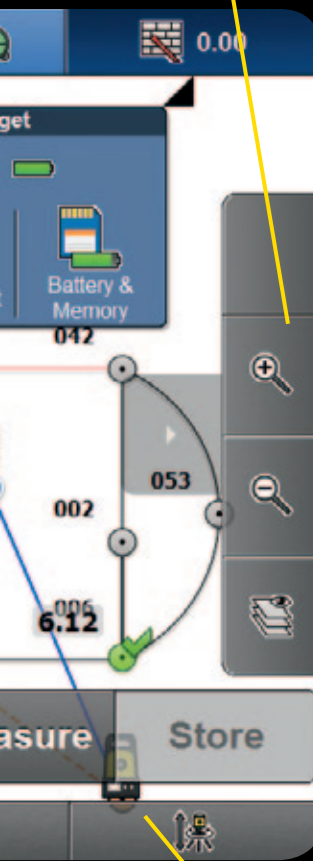 0.00
get
Battery &
Memory
042
053
002
006
6.12
asure
Store